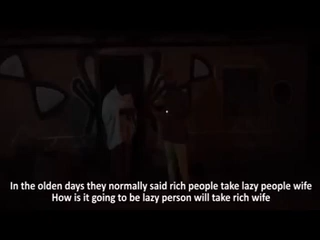 In the olden days they normally said rich people take lazy people wife
How is it going to be lazy person will take rich wife